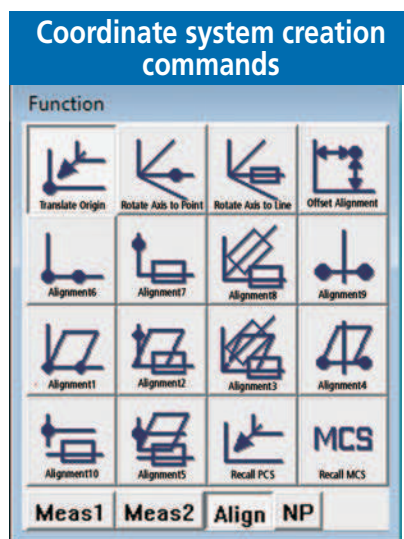 Coordinate system creation
commands
Function
Translate Origin Rotate Axis to Point Rotate Axis to Line Offset Alignment
Alignment6 Alignment7 Alignment8 Alignment9
Alignment1 Alignment2 Alignment3 Alignment4
Alignment10 Alignment5 Recall PCS MCS Recall MCS
Meas1 Meas2 Align NP